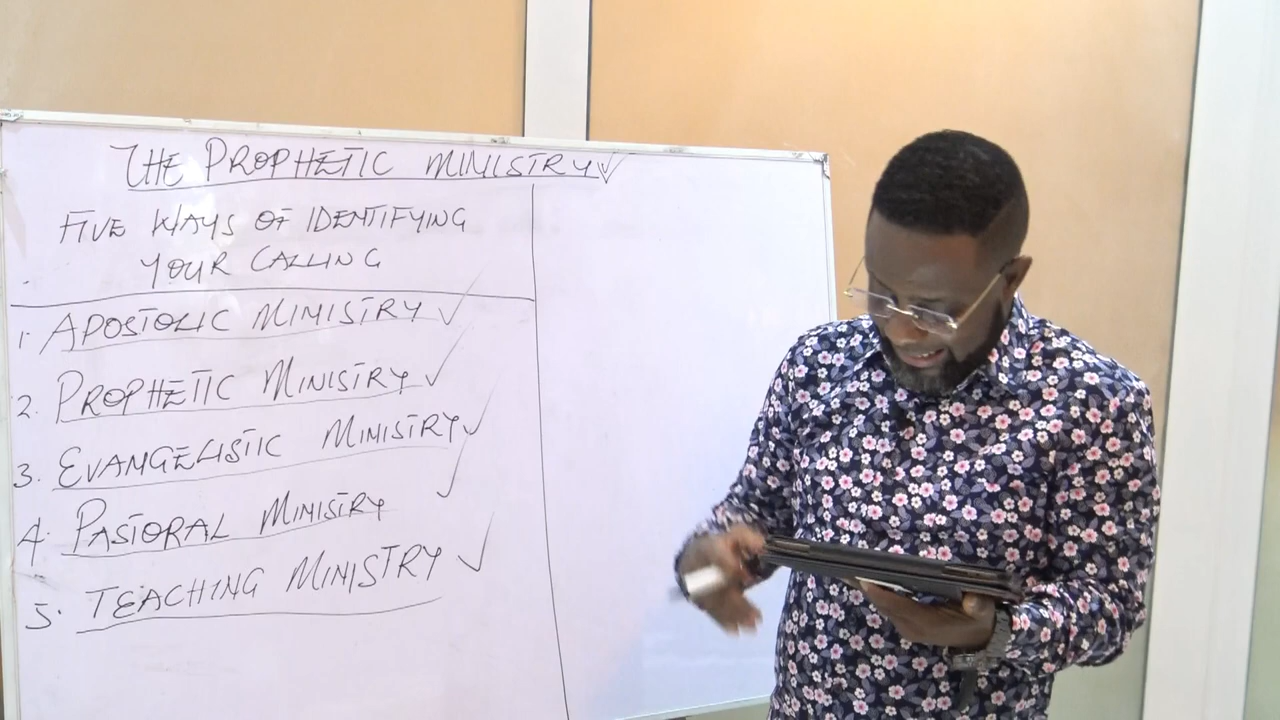 THE PROPHETIC MINISTRY
FIVE WAYS OF IDENTIFYING
YOUR CALLING
1. APOSTOLIC MINISTRY
2. PROPHETIC MINISTRY
3. EVANGELISTIC MINISTRY
4. PASTORAL MINISTRY
5. TEACHING MINISTRY